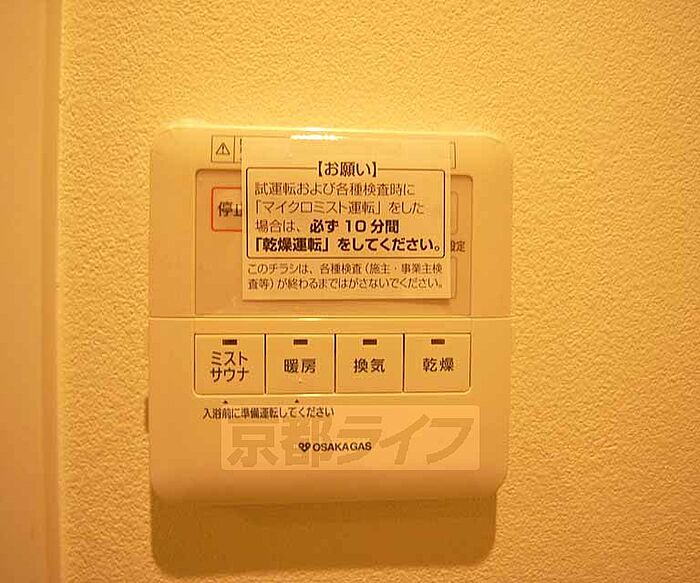 【お願い】
試運転および各種検査時に
「マイクロミスト運転」をした
場合は、必ず10分間
「乾燥運転」をしてください。
このチラシは、各種検査（施主・事業主検
査等）が終わるまではがさないでください。
停止
設定
ミスト
サウナ
暖房
換気
乾燥
入浴前に準備運転してください
京都ライフ
OSAKA GAS